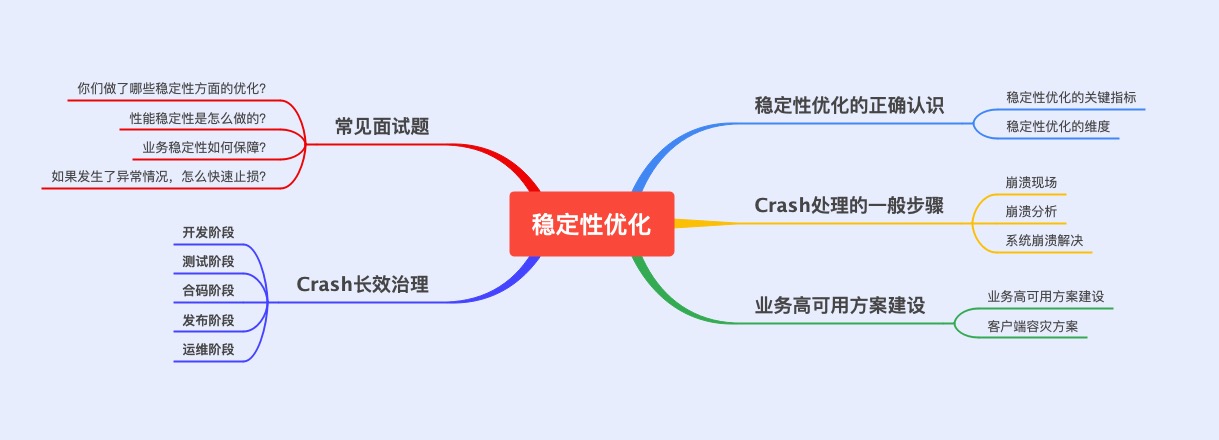 稳定性优化
稳定性优化的正确认识
稳定性优化的关键指标
稳定性优化的维度
Crash处理的一般步骤
崩溃现场
崩溃分析
系统崩溃解决
业务高可用方案建设
业务高可用方案建设
客户端容灾方案
常见面试题
你们做了哪些稳定性方面的优化?
性能稳定性是怎么做的?
业务稳定性如何保障?
如果发生了异常情况，怎么快速止损?
Crash长效治理
开发阶段
测试阶段
合码阶段
发布阶段
运维阶段